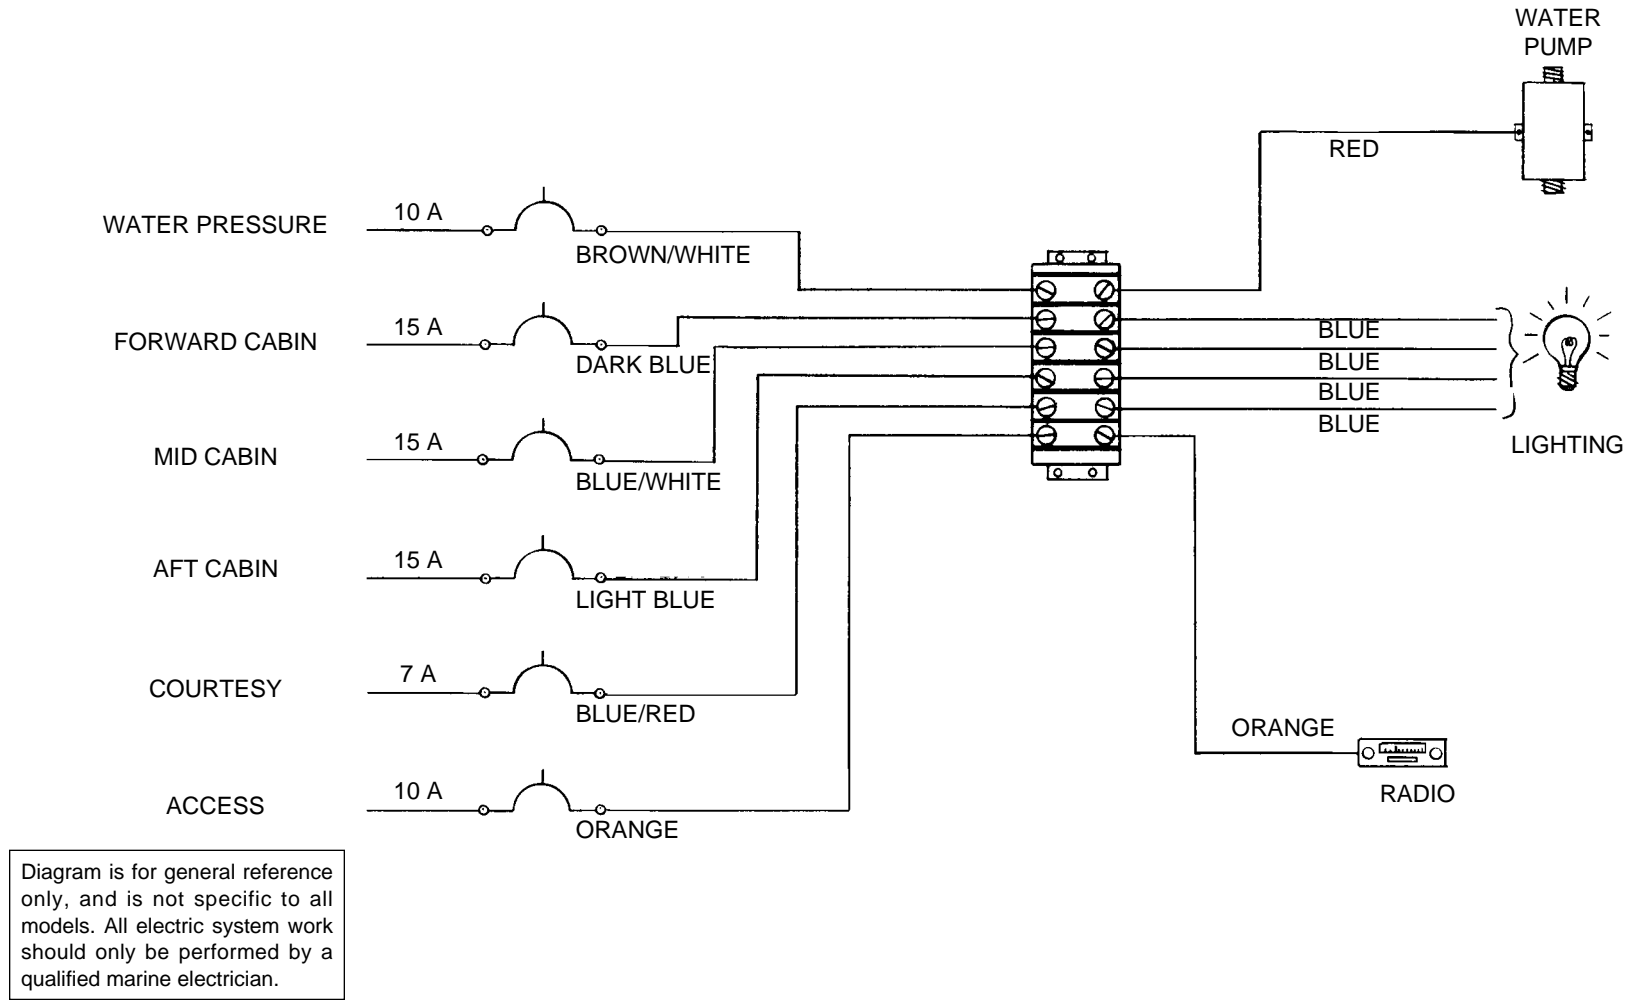 WATER
PUMP
RED
WATER PRESSURE
10 A
BROWN/WHITE
FORWARD CABIN
15 A
DARK BLUE
BLUE
BLUE
BLUE
BLUE
LIGHTING
MID CABIN
15 A
BLUE/WHITE
AFT CABIN
15 A
LIGHT BLUE
COURTESY
7 A
BLUE/RED
ORANGE
RADIO
ACCESS
10 A
ORANGE
Diagram is for general reference
only, and is not specific to all
models. All electric system work
should only be performed by a
qualified marine electrician.